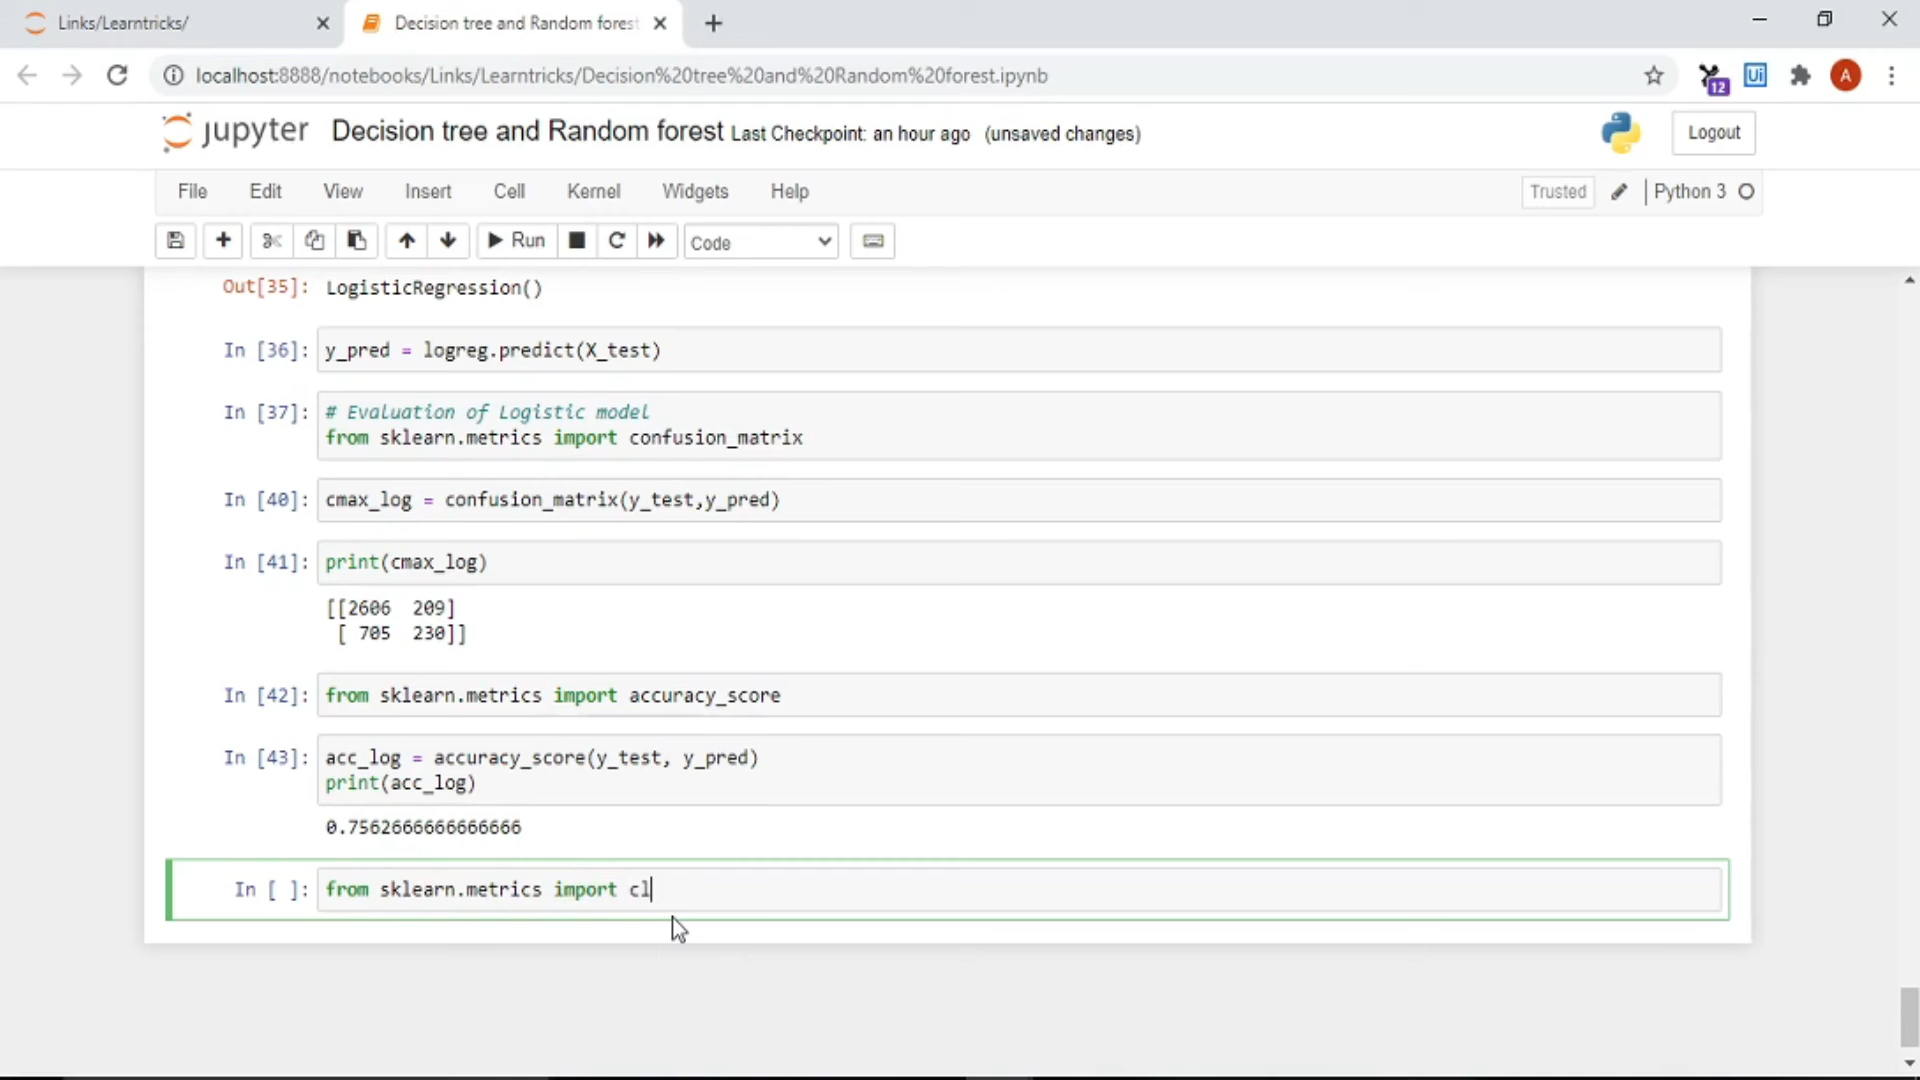 Links/Learntricks/
Decision tree and Random forest
localhost:8888/notebooks/Links/Learntricks/Decision%20tree%20and%20Random%20forest.ipynb
12
Ui
A
jupyter Decision tree and Random forest Last Checkpoint: an hour ago (unsaved changes)
Logout
File Edit View Insert Cell Kernel Widgets Help
Trusted
Python 3
Run
Code
Out[35]: LogisticRegression()
In [36]: y_pred = logreg.predict(X_test)
In [37]: # Evaluation of Logistic model
from sklearn.metrics import confusion_matrix
In [40]: cmax_log = confusion_matrix(y_test,y_pred)
In [41]: print(cmax_log)
[[2606 209]
[ 705 230]]
In [42]: from sklearn.metrics import accuracy_score
In [43]: acc_log = accuracy_score(y_test, y_pred)
print(acc_log)
0.7562666666666666
In [ ]: from sklearn.metrics import cl